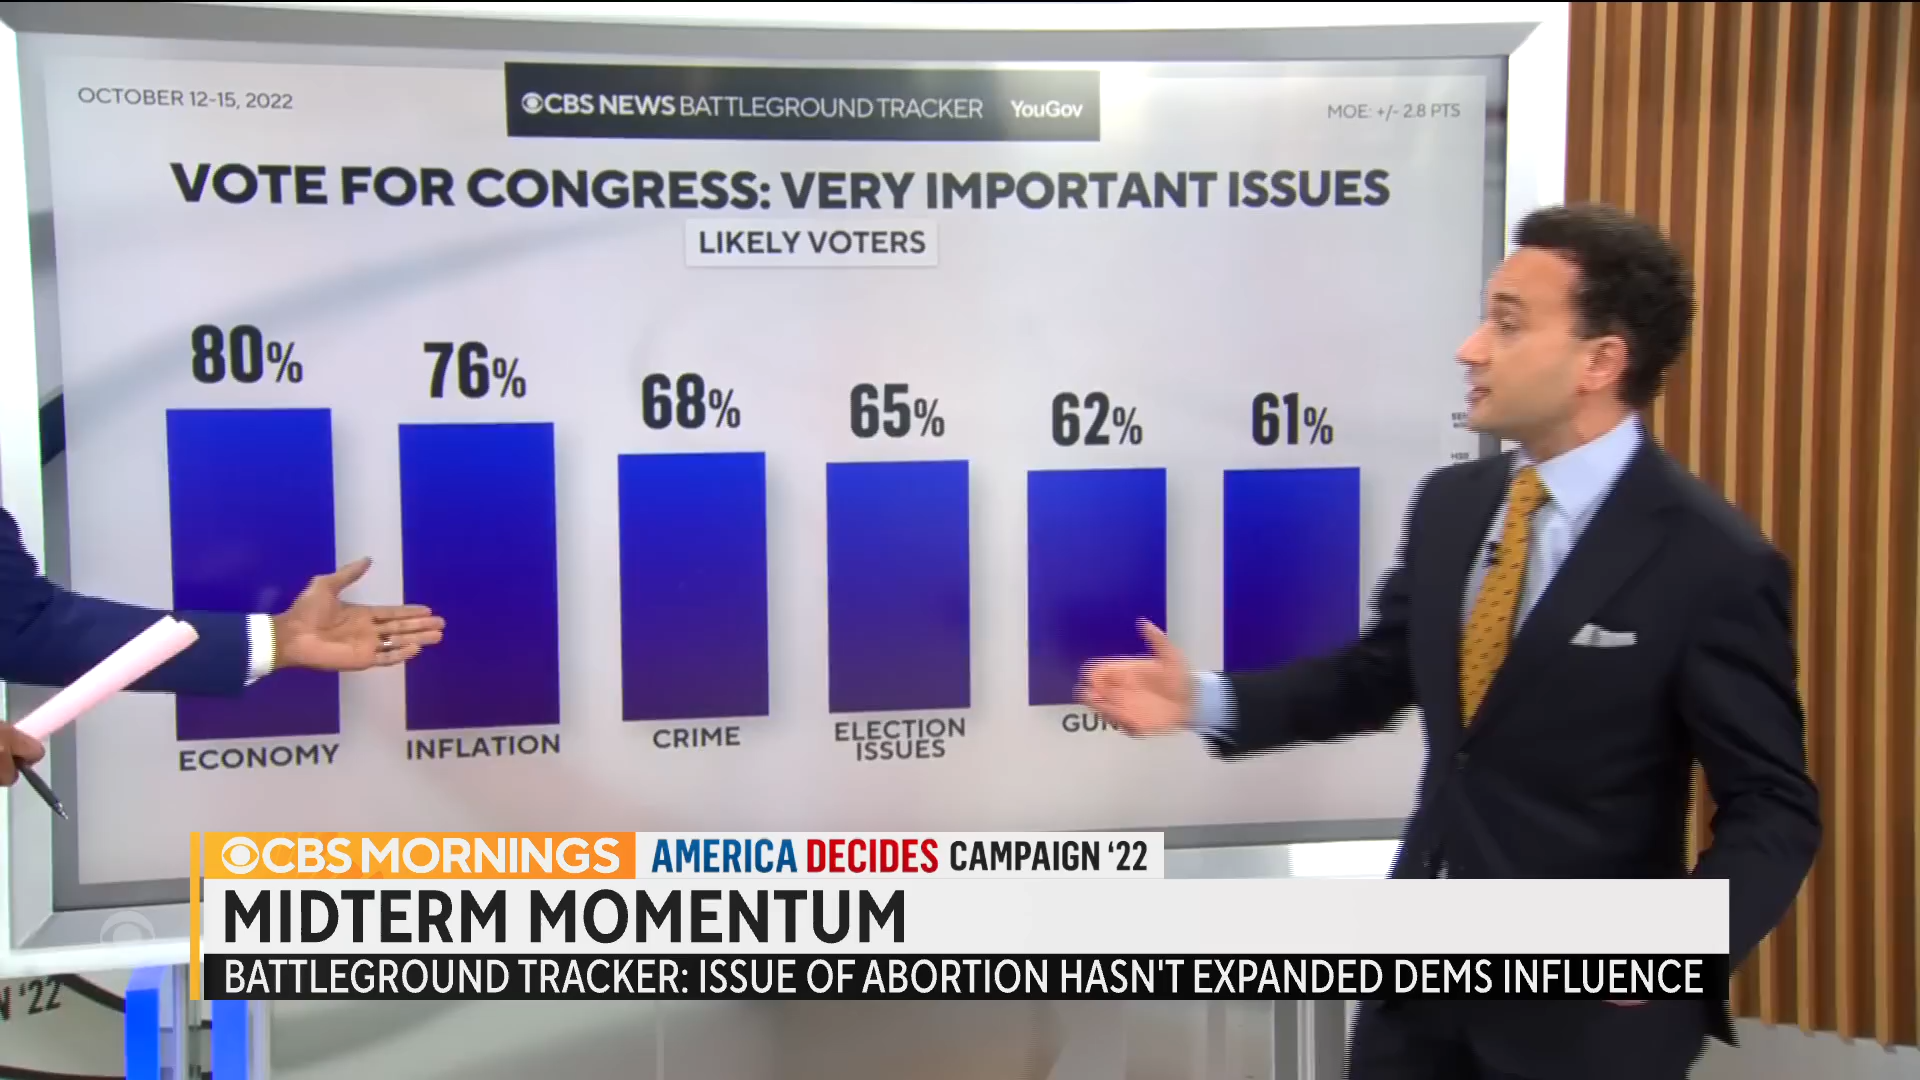 OCTOBER 12-15, 2022
CBS NEWS BATTLEGROUND TRACKER YouGov
MOE: +/- 2.8 PTS
VOTE FOR CONGRESS: VERY IMPORTANT ISSUES
LIKELY VOTERS
80% 76% 68% 65% 62% 61%
ECONOMY
INFLATION
CRIME
ELECTION
ISSUES
CBS MORNINGS AMERICA DECIDES CAMPAIGN '22
MIDTERM MOMENTUM
BATTLEGROUND TRACKER: ISSUE OF ABORTION HASN'T EXPANDED DEMS INFLUENCE
'22